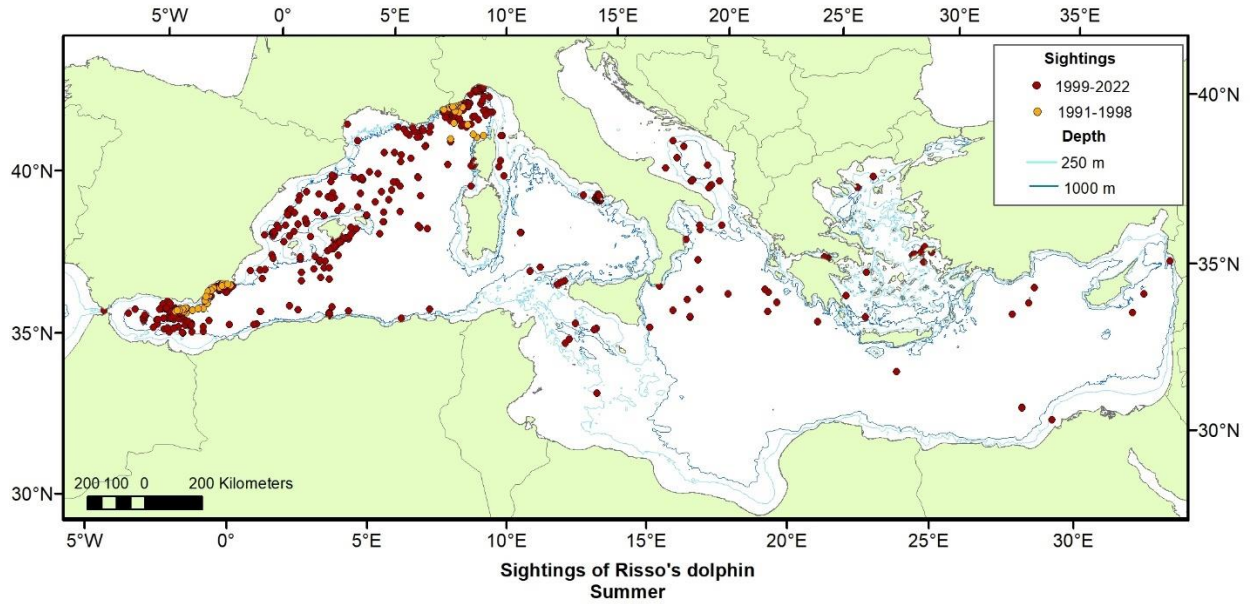 5°W 0° 5°E 10°E 15°E 20°E 25°E 30°E 35°E
Sightings
1999-2022
1991-1998
Depth
250 m
1000 m
40°N
40°N
35°N
35°N
30°N
30°N
200 100 0 200 Kilometers
5°W 0° 5°E 10°E 15°E 20°E 25°E 30°E
Sightings of Risso's dolphin
Summer